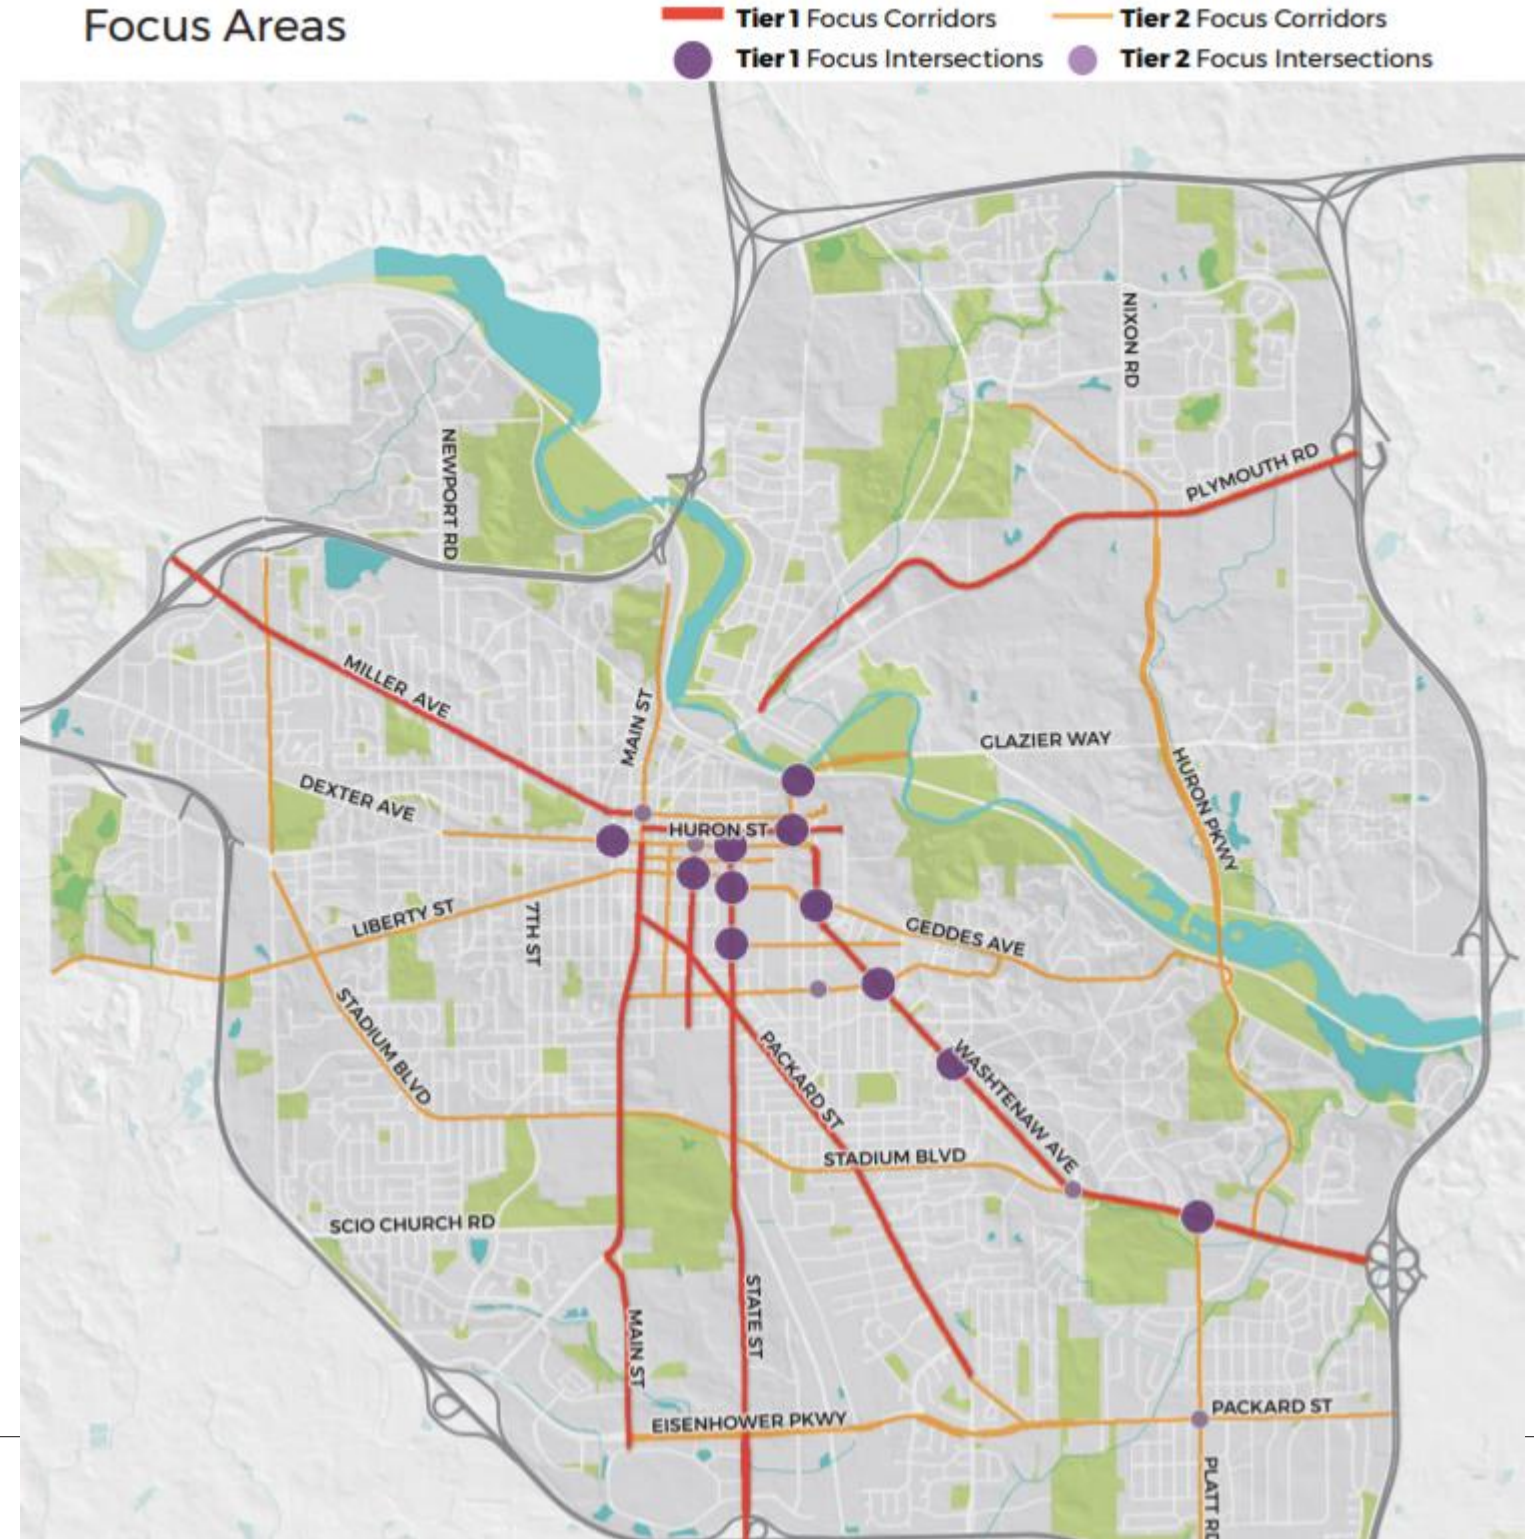 Focus Areas
Tier 1 Focus Corridors
Tier 2 Focus Corridors
Tier 1 Focus Intersections
Tier 2 Focus Intersections
NIXON RD
NEWPORT RD
PLYMOUTH RD
MILLER AVE
MAIN ST
GLAZIER WAY
HURON PKWY
DEXTER AVE
HURON ST
LIBERTY ST
7TH ST
GEDDES AVE
STADIUM BLVD
PACKARD ST
WASHTENAW AVE
STADIUM BLVD
SCIO CHURCH RD
MAIN ST
STATE ST
EISENHOWER PKWY
PACKARD ST
PLATT RD